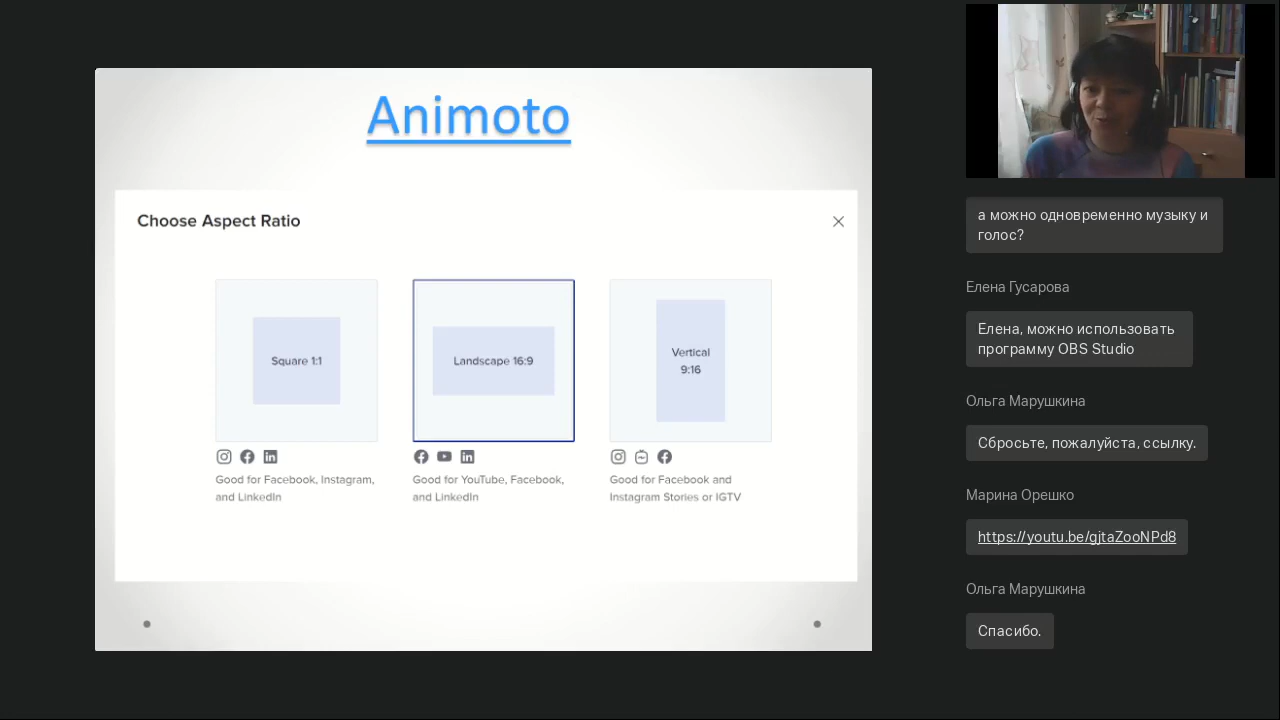 Animoto
Choose Aspect Ratio
Square 1:1
Landscape 16:9
Vertical
9:16
Good for Facebook, Instagram,
and LinkedIn
Good for YouTube, Facebook,
and LinkedIn
Good for Facebook and
Instagram Stories or IGTV
а можно одновременно музыку и
голос?
Елена Гусарова
Елена, можно использовать
программу OBS Studio
Ольга Марушкина
Сбросьте, пожалуйста, ссылку.
Марина Орешко
https://youtu.be/gjtaZooNPd8
Ольга Марушкина
Спасибо.